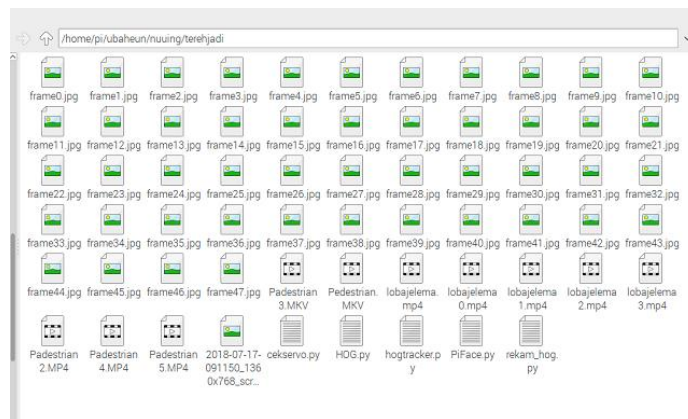 /home/pi/ubaheun/nuuing/terehjadi
frame0.jpg frame1.jpg frame2.jpg frame3.jpg frame4.jpg frame5.jpg frame6.jpg frame7.jpg frame8.jpg frame9.jpg frame10.jpg
frame11.jpg frame12.jpg frame13.jpg frame14.jpg frame15.jpg frame16.jpg frame17.jpg frame18.jpg frame19.jpg frame20.jpg frame21.jpg
frame22.jpg frame23.jpg frame24.jpg frame25.jpg frame26.jpg frame27.jpg frame28.jpg frame29.jpg frame30.jpg frame31.jpg frame32.jpg
frame33.jpg frame34.jpg frame35.jpg frame36.jpg frame37.jpg frame38.jpg frame39.jpg frame40.jpg frame41.jpg frame42.jpg frame43.jpg
frame44.jpg frame45.jpg frame46.jpg frame47.jpg Padestrian Pedestrian. lobajelema. lobajelema lobajelema lobajelema lobajelema
3.MKV MKV mp4 0.mp4 1.mp4 2.mp4 3.mp4
Padestrian Padestrian Padestrian 2018-07-17- cekservo.py HOG.py hogtracker.p PiFace.py rekam_hog.
2.MP4 4.MP4 5.MP4 091150_136 y py
0x768_scr...